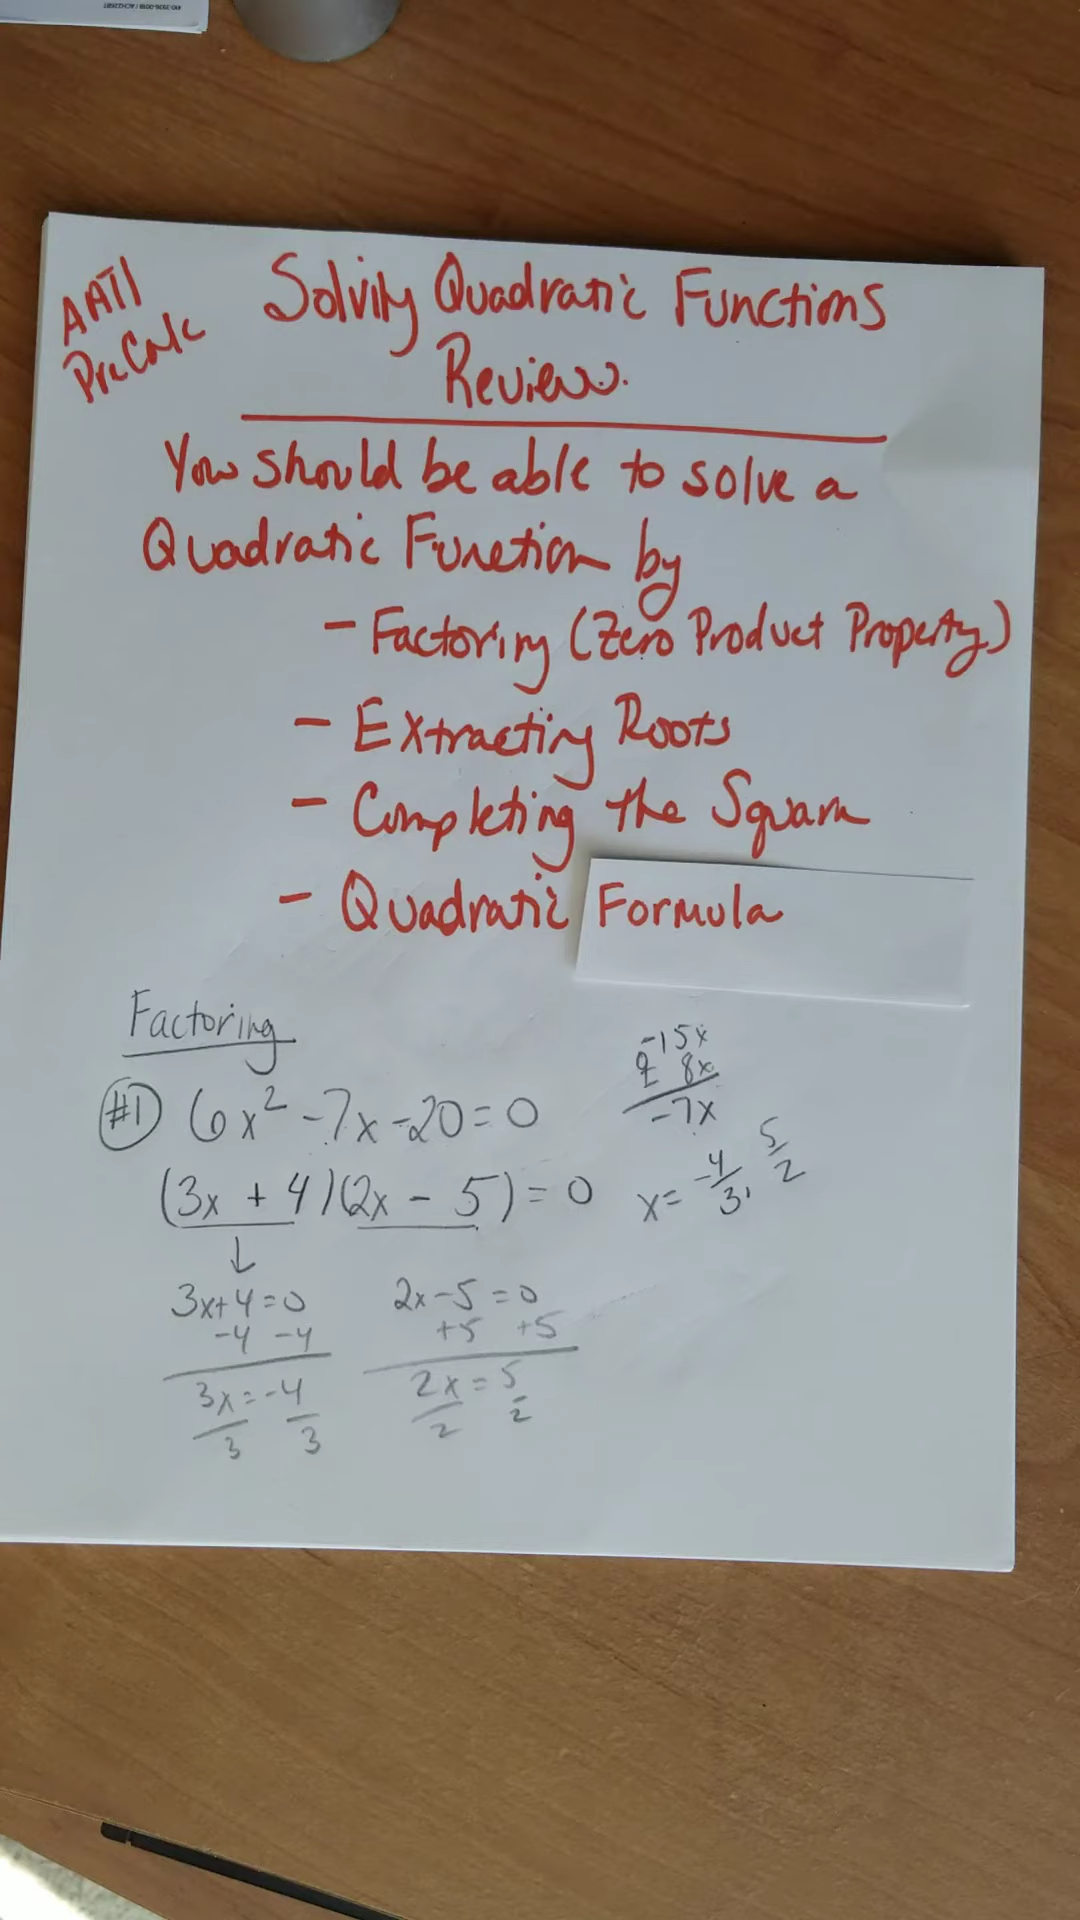 AAT1
PreCalc
Solving Quadratic Functions
Review.
You should be able to solve a
Quadratic Function by
- Factoring (Zero Product Property)
- Extracting Roots
- Completing the Square
- Quadratic Formula
Factoring
#1 6x² -7x -20 = 0
(3x + 4)(2x - 5) = 0
3x+4=0
-4 -4
3x=-4
3 3
2x-5=0
+5 +5
2x=5
2 2
-15x
8x
-7x
x= -4/3, 5/2